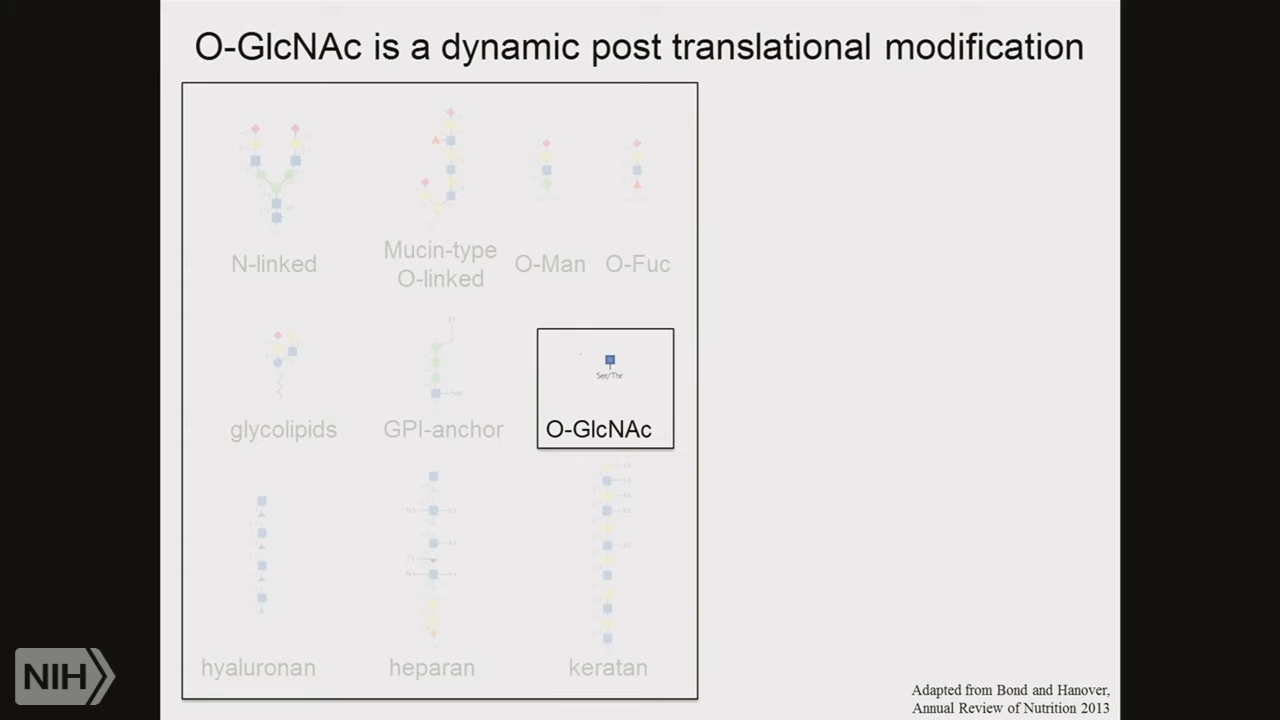 O-GlcNAc is a dynamic post translational modification
N-linked
Mucin-type
O-linked
O-Man
O-Fuc
glycolipids
GPI-anchor
Ser/Thr
O-GlcNAc
hyaluronan
heparan
keratan
NIH
Adapted from Bond and Hanover,
Annual Review of Nutrition 2013